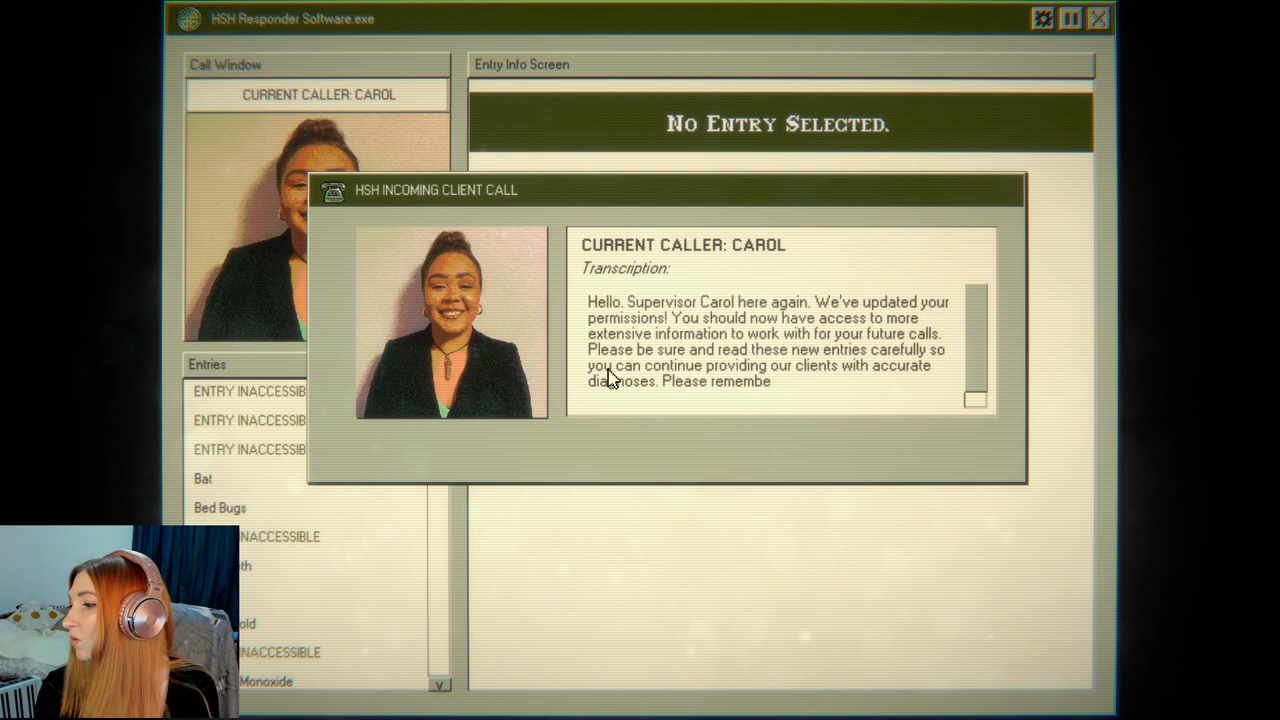 HSH Responder Software.exe
Call Window
Entry Info Screen
CURRENT CALLER: CAROL
NO ENTRY SELECTED.
HSH INCOMING CLIENT CALL
CURRENT CALLER: CAROL
Transcription:
Hello. Supervisor Carol here again. We've updated your
permissions! You should now have access to more
extensive information to work with for your future calls.
Please be sure and read these new entries carefully so
you can continue providing our clients with accurate
diagnoses. Please remembe
Entries
ENTRY INACCESSIB
ENTRY INACCESSIB
ENTRY INACCESSIB
Bat
Bed Bugs
NACCESSIBLE
th
old
NACCESSIBLE
Monoxide